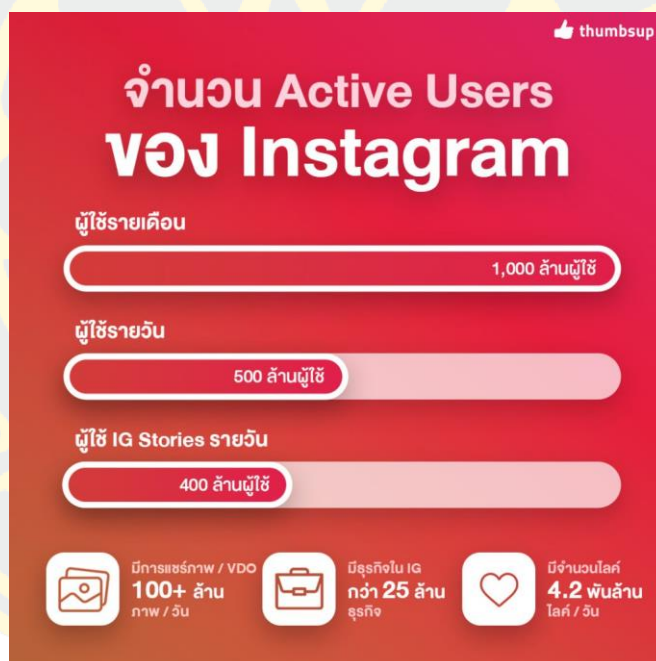 thumbsup
จำนวน Active Users
ของ Instagram
ผู้ใช้รายเดือน
1,000 ล้านผู้ใช้
ผู้ใช้รายวัน
500 ล้านผู้ใช้
ผู้ใช้ IG Stories รายวัน
400 ล้านผู้ใช้
มีการแชร์ภาพ / VDO
100+ ล้าน
ภาพ / วัน
มีธุรกิจใน IG
กว่า 25 ล้าน
ธุรกิจ
มีจำนวนไลค์
4.2 พันล้าน
ไลค์ / วัน